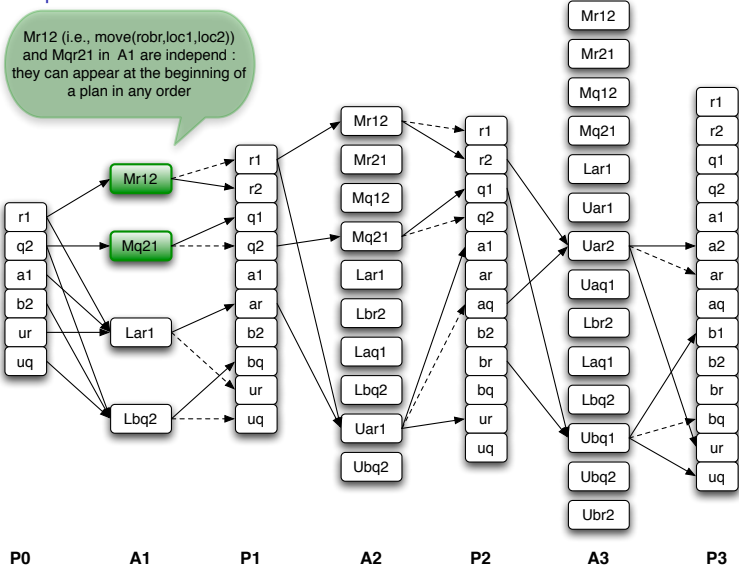 Mr12 (i.e., move(robr,loc1,loc2))
and Mqr21 in A1 are independ :
they can appear at the beginning of
a plan in any order
r1
q2
a1
b2
ur
uq
Mr12
Mq21
Lar1
Lbq2
r1
r2
q1
q2
a1
ar
b2
bq
ur
uq
Mr12
Mr21
Mq12
Mq21
Lar1
Lbr2
Laq1
Lbq2
Uar1
Ubq2
r1
r2
q1
q2
a1
ar
aq
b2
br
bq
ur
uq
Mr12
Mr21
Mq12
Mq21
Lar1
Uar1
Uar2
Uaq1
Lbr2
Laq1
Lbq2
Ubq1
Ubq2
Ubr2
r1
r2
q1
q2
a1
a2
ar
aq
b1
b2
br
bq
ur
uq
P0 A1 P1 A2 P2 A3 P3